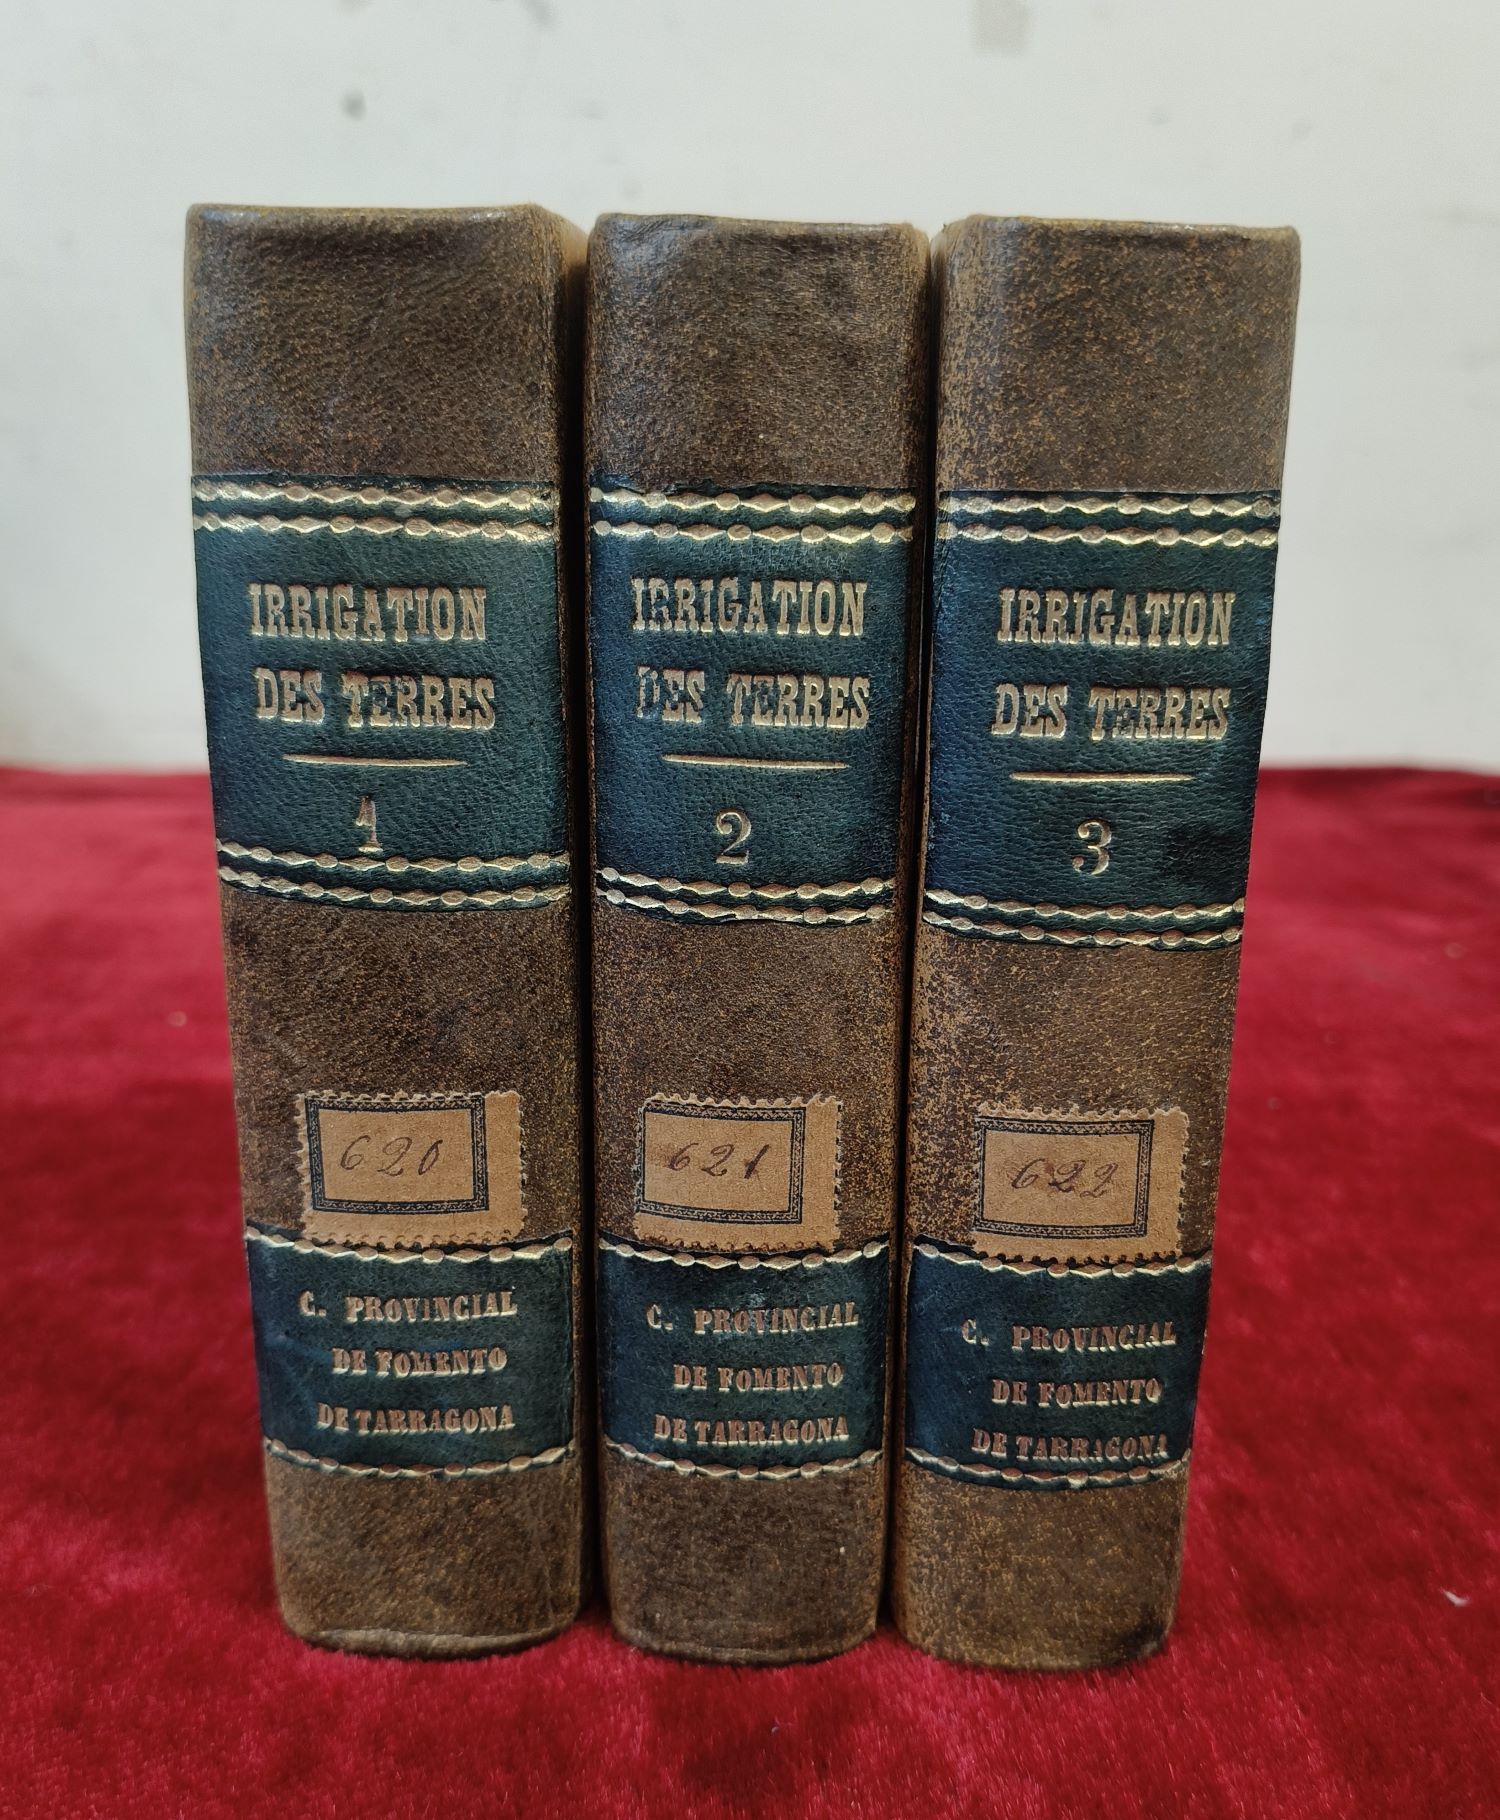 IRRIGATION
DES TERRES
1
620
C. PROVINCIAL
DE FOMENTO
DE TARRAGONA
IRRIGATION
DES TERRES
2
621
C. PROVINCIAL
DE FOMENTO
DE TARRAGONA
IRRIGATION
DES TERRES
3
622
C. PROVINCIAL
DE FOMENTO
DE TARRAGONA